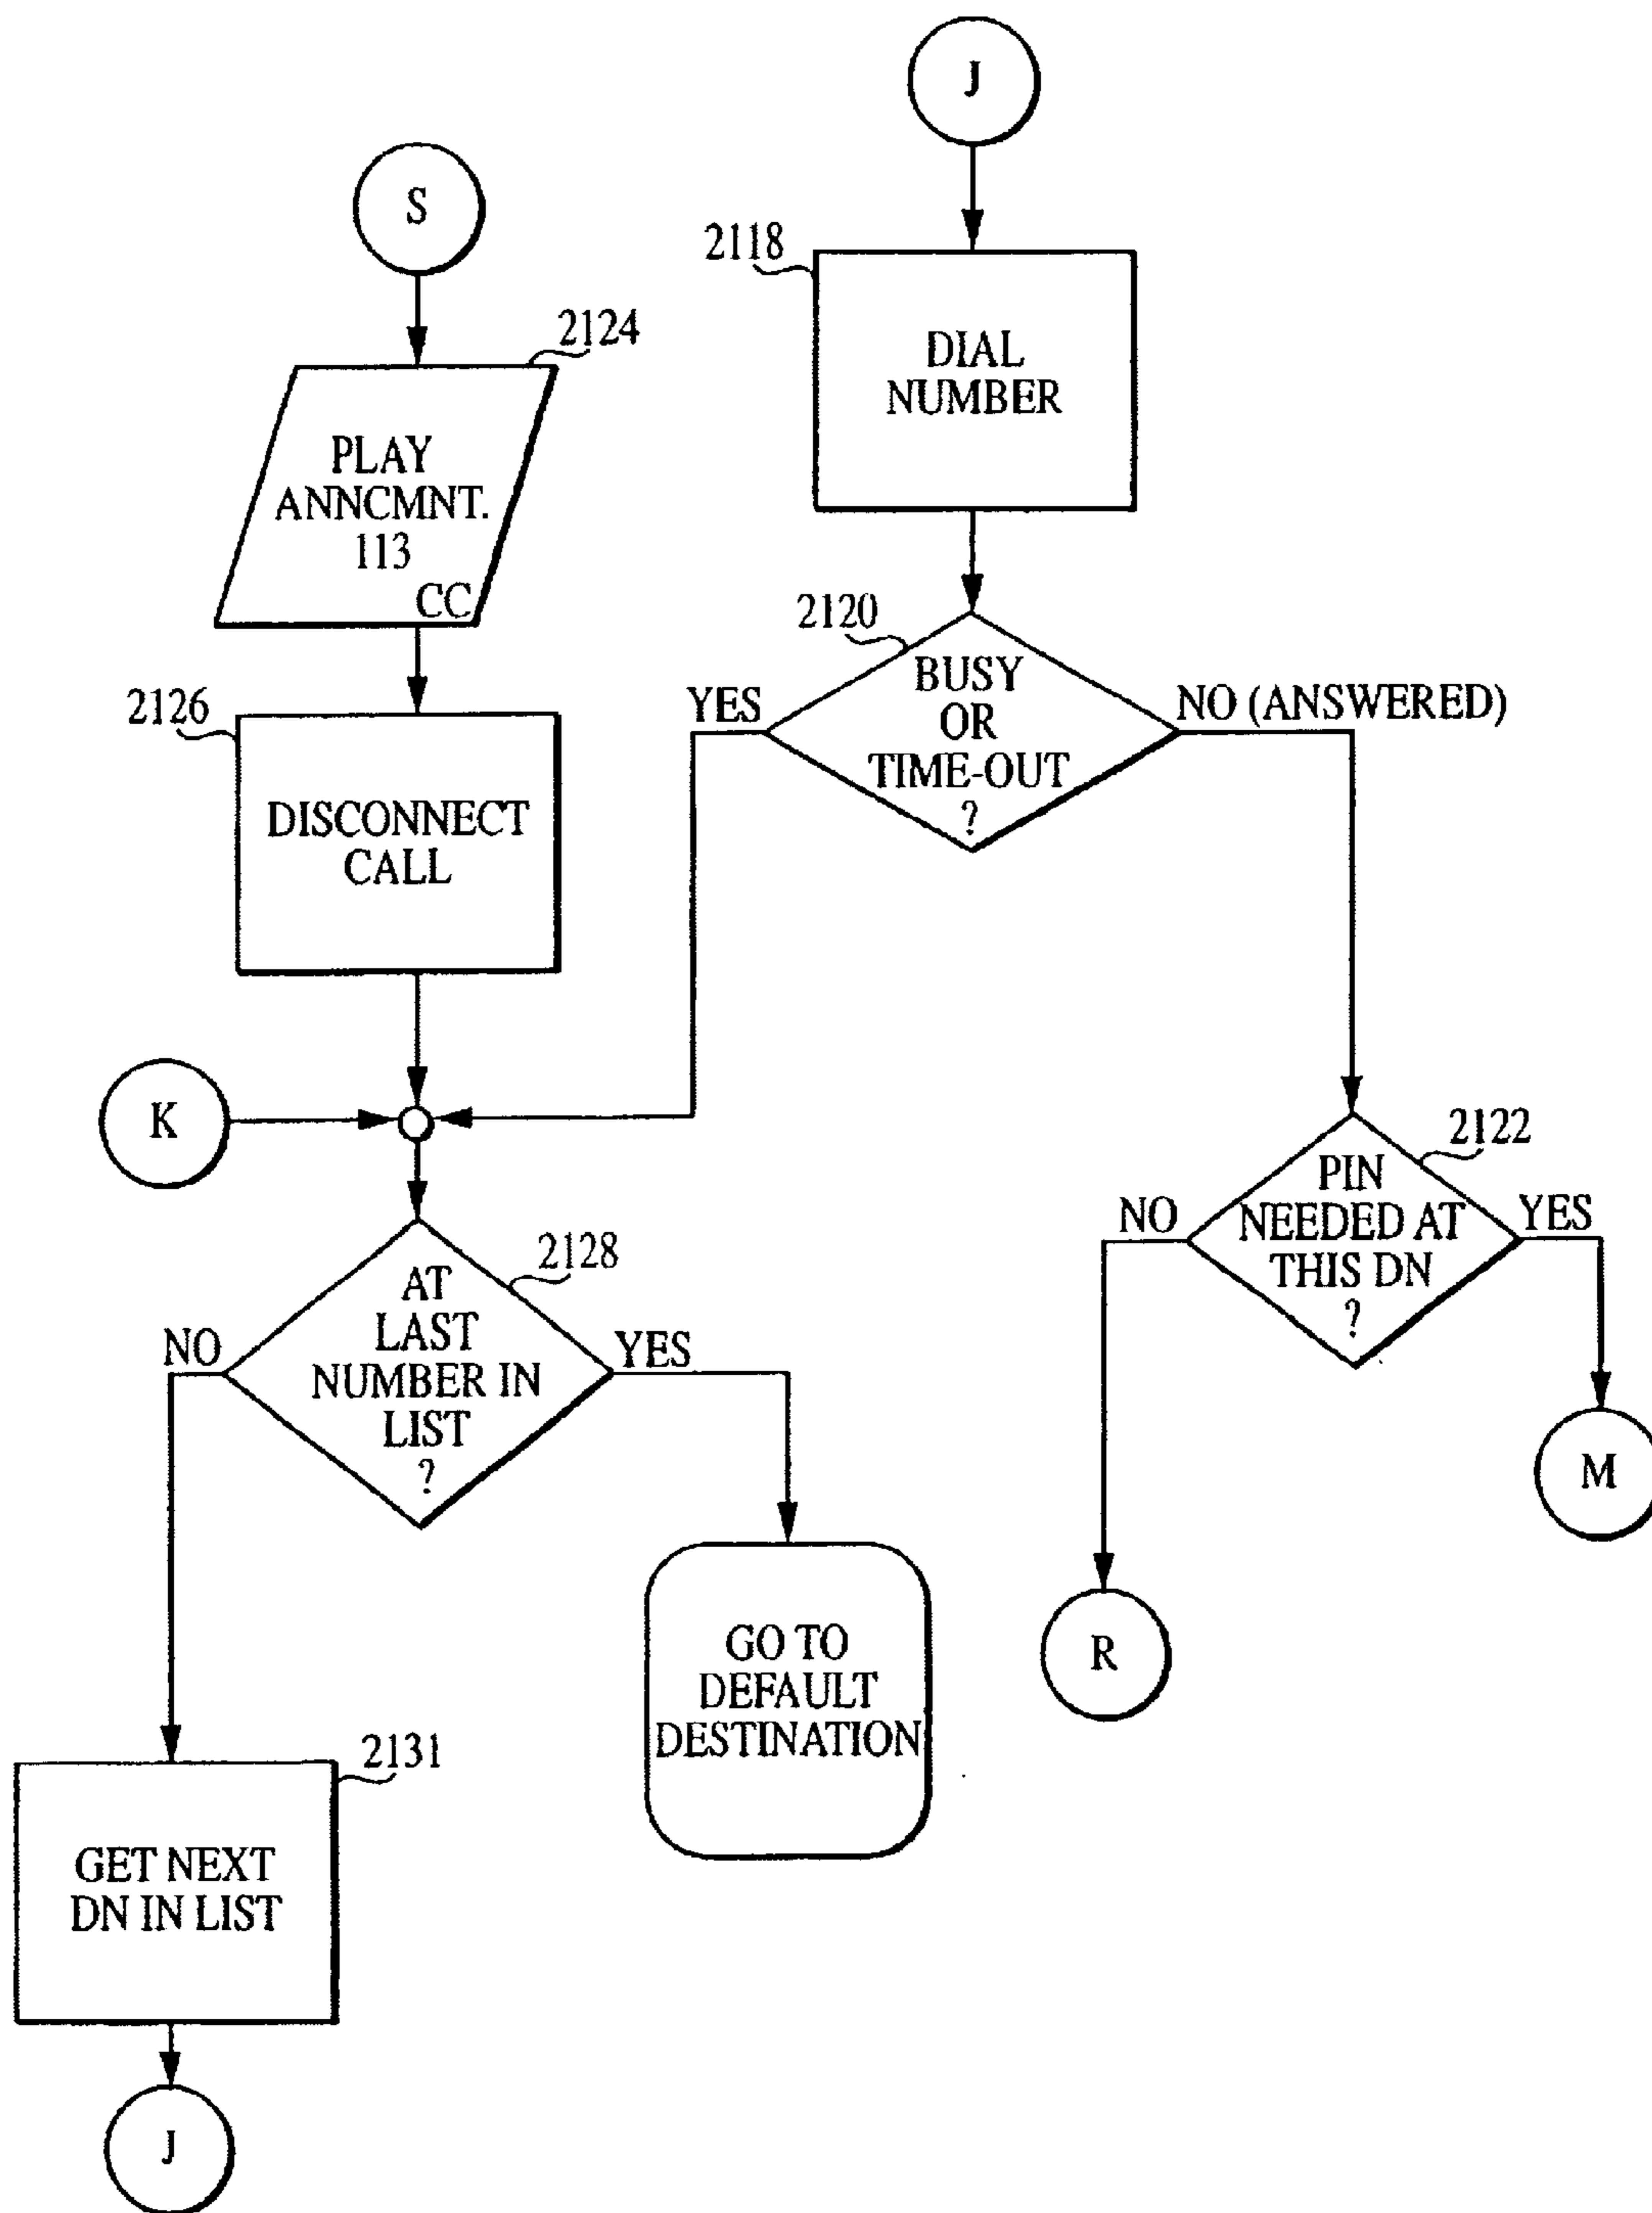 J
S
2118
DIAL
NUMBER
2124
PLAY
ANNCMNT.
113
CC
2120
BUSY
OR
TIME-OUT
?
YES
NO (ANSWERED)
2126
DISCONNECT
CALL
K
2122
PIN
NEEDED AT
THIS DN
?
NO
YES
2128
AT
LAST
NUMBER IN
LIST
?
NO
YES
M
R
GO TO
DEFAULT
DESTINATION
2131
GET NEXT
DN IN LIST
J